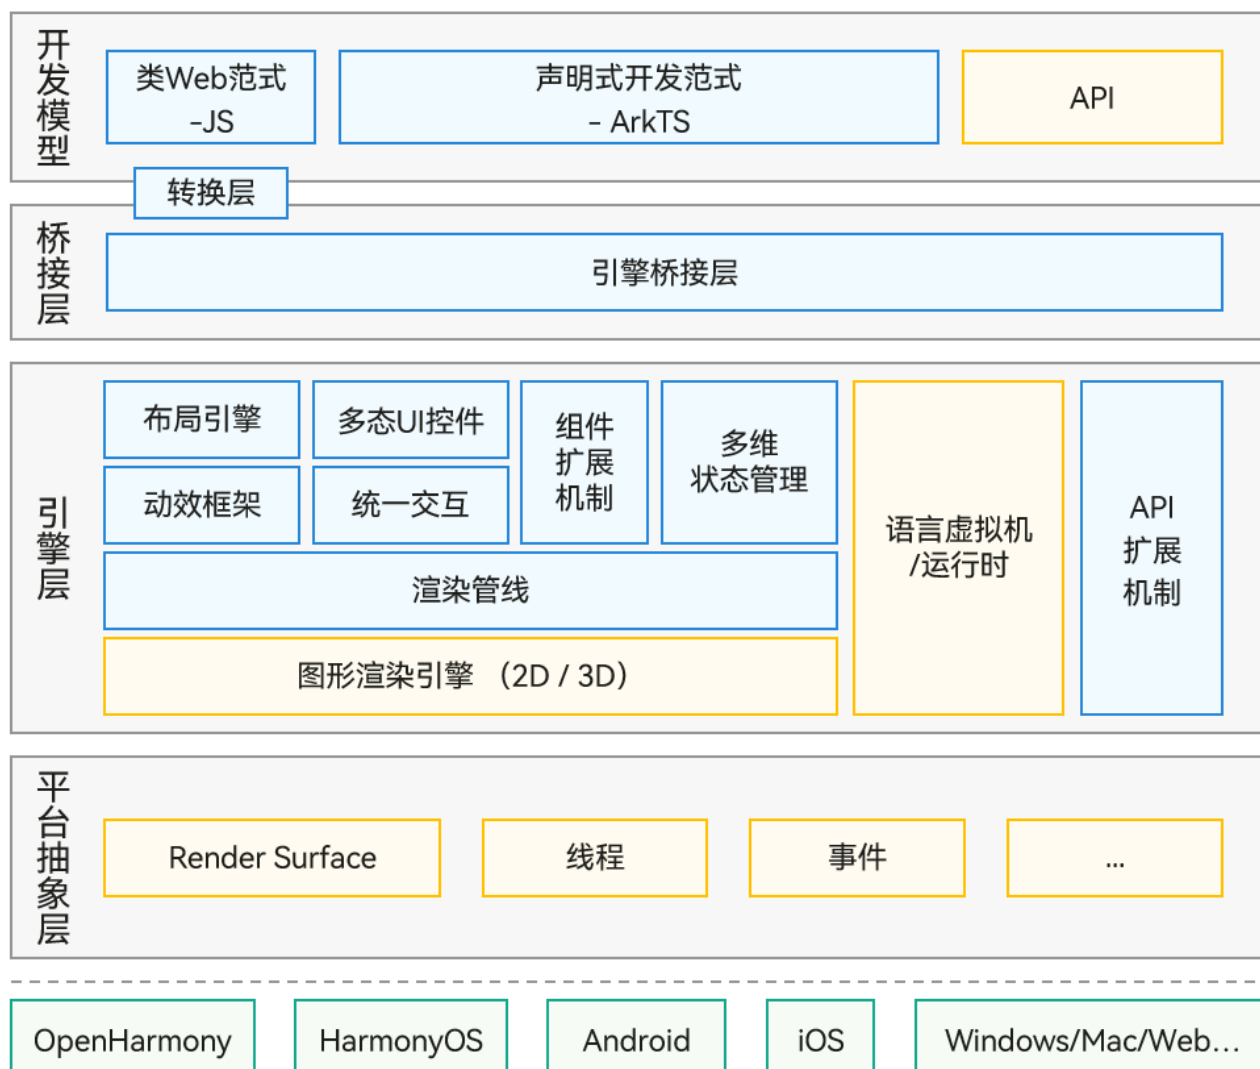 开发模型
类Web范式
-JS
声明式开发范式
- ArkTS
API
转换层
桥接层
引擎桥接层
引擎层
布局引擎
多态UI控件
组件
扩展
机制
多维
状态管理
动效框架
统一交互
渲染管线
图形渲染引擎 （2D / 3D）
语言虚拟机
/运行时
API
扩展
机制
平台抽象层
Render Surface
线程
事件
...
OpenHarmony
HarmonyOS
Android
iOS
Windows/Mac/Web...